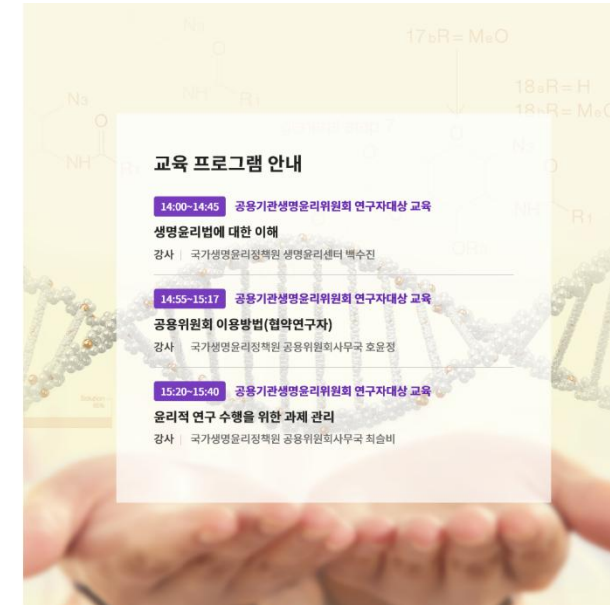 17bR=MeO
N3
18aR=H
18bR=MeO
NH
교육 프로그램 안내
14:00~14:45 공용기관생명윤리위원회 연구자대상 교육
생명윤리법에 대한 이해
강사 | 국가생명윤리정책원 생명윤리센터 백수진
14:55~15:17 공용기관생명윤리위원회 연구자대상 교육
공용위원회 이용방법(협약연구자)
강사 | 국가생명윤리정책원 공용위원회사무국 호윤정
15:20~15:40 공용기관생명윤리위원회 연구자대상 교육
윤리적 연구 수행을 위한 과제 관리
강사 | 국가생명윤리정책원 공용위원회사무국 최슬비